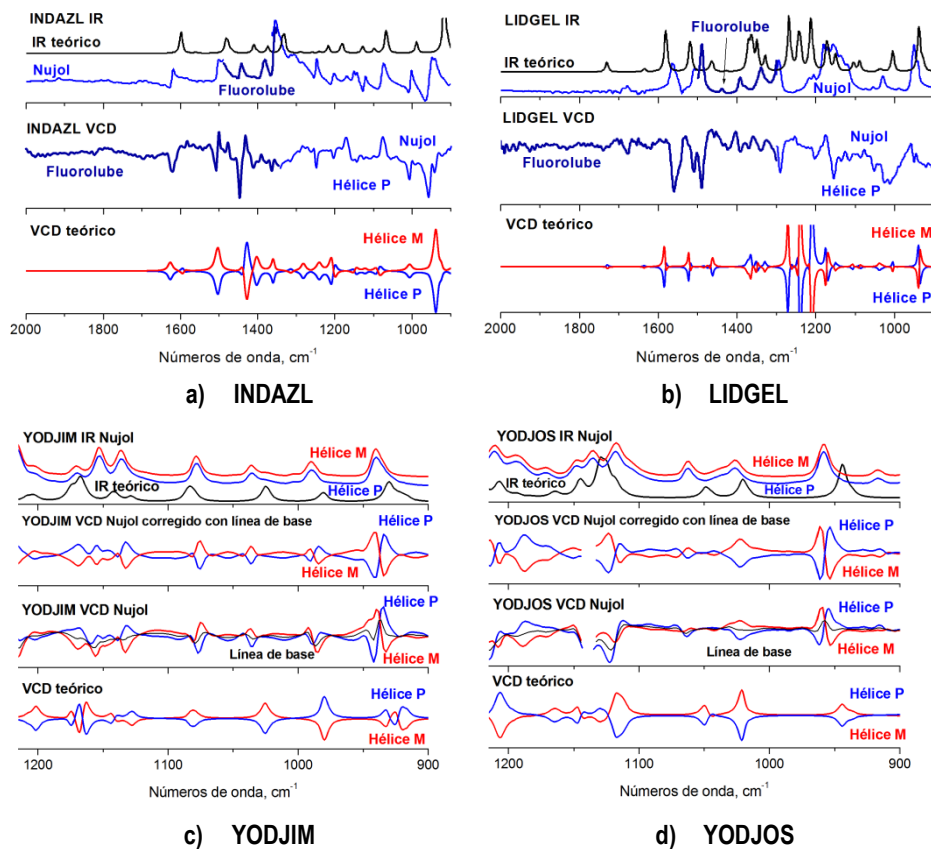 INDAZL IR
IR teórico
Nujol
Fluorolube
INDAZL VCD
Nujol
Fluorolube
Hélice P
VCD teórico
Hélice M
Hélice P
2000 1800 1600 1400 1200 1000
Números de onda, cm⁻¹
a) INDAZL
LIDGEL IR
Fluorolube
IR teórico
Nujol
LIDGEL VCD
Nujol
Fluorolube
Hélice P
VCD teórico
Hélice M
Hélice P
2000 1800 1600 1400 1200 1000
Números de onda, cm⁻¹
b) LIDGEL
YODJIM IR Nujol
Hélice M
IR teórico
Hélice P
YODJIM VCD Nujol corregido con línea de base
Hélice P
Hélice M
YODJIM VCD Nujol
Hélice P
Línea de base
Hélice M
VCD teórico
Hélice P
Hélice M
1200 1100 1000 900
Números de onda, cm⁻¹
c) YODJIM
YODJOS IR Nujol
Hélice M
IR teórico
Hélice P
YODJOS VCD Nujol corregido con línea de base
Hélice P
Hélice M
YODJOS VCD Nujol
Hélice P
Línea de base
Hélice M
VCD teórico
Hélice M
Hélice P
1200 1100 1000 900
Números de onda, cm⁻¹
d) YODJOS